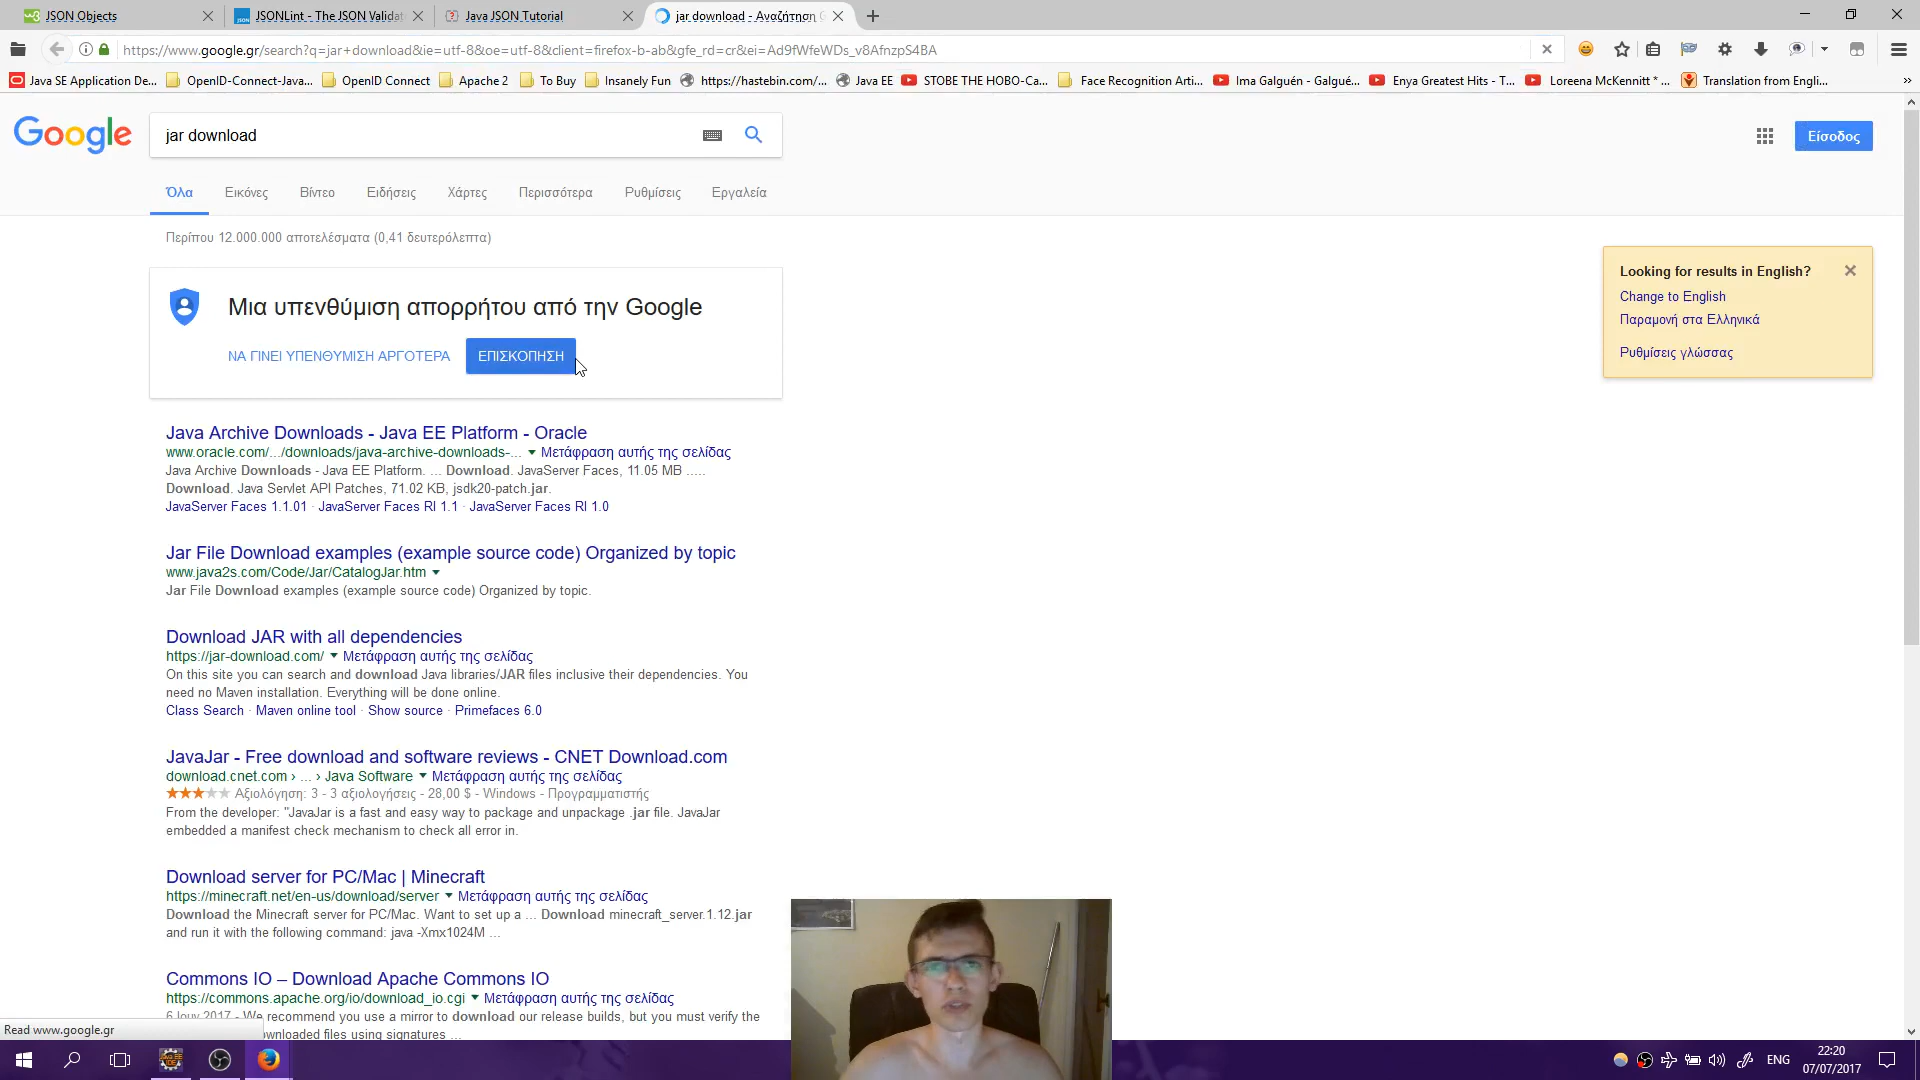 JSON Objects
JSONLint - The JSON Validat
Java JSON Tutorial
jar download - Αναζήτηση G
https://www.google.gr/search?q=jar+download&ie=utf-8&oe=utf-8&client=firefox-b-ab&gfe_rd=cr&ei=Ad9fWfeWDs_v8AfnzpS4BA
Java SE Application De...
OpenID-Connect-Java...
OpenID Connect
Apache 2
To Buy
Insanely Fun
https://hastebin.com/...
Java EE
STOBE THE HOBO-Ca...
Face Recognition Arti...
Ima Galguén - Galgué...
Enya Greatest Hits - T...
Loreena McKennitt * ...
Translation from Engli...
Google
jar download
Είσοδος
Όλα
Εικόνες
Βίντεο
Ειδήσεις
Χάρτες
Περισσότερα
Ρυθμίσεις
Εργαλεία
Περίπου 12.000.000 αποτελέσματα (0,41 δευτερόλεπτα)
Looking for results in English?
Change to English
Παραμονή στα Ελληνικά
Ρυθμίσεις γλώσσας
Μια υπενθύμιση απορρήτου από την Google
ΝΑ ΓΙΝΕΙ ΥΠΕΝΘΥΜΙΣΗ ΑΡΓΟΤΕΡΑ
ΕΠΙΣΚΟΠΗΣΗ
Java Archive Downloads - Java EE Platform - Oracle
www.oracle.com/.../downloads/java-archive-downloads-... Μετάφραση αυτής της σελίδας
Java Archive Downloads - Java EE Platform. ... Download. JavaServer Faces, 11.05 MB .....
Download. Java Servlet API Patches, 71.02 KB, jsdk20-patch.jar.
JavaServer Faces 1.1.01 · JavaServer Faces RI 1.1 · JavaServer Faces RI 1.0
Jar File Download examples (example source code) Organized by topic
www.java2s.com/Code/Jar/CatalogJar.htm
Jar File Download examples (example source code) Organized by topic.
Download JAR with all dependencies
https://jar-download.com/ Μετάφραση αυτής της σελίδας
On this site you can search and download Java libraries/JAR files inclusive their dependencies. You
need no Maven installation. Everything will be done online.
Class Search · Maven online tool · Show source · Primefaces 6.0
JavaJar - Free download and software reviews - CNET Download.com
download.cnet.com › ... › Java Software Μετάφραση αυτής της σελίδας
Αξιολόγηση: 3 - 3 αξιολογήσεις - 28,00 $ - Windows - Προγραμματιστής
From the developer: "JavaJar is a fast and easy way to package and unpackage .jar file. JavaJar
embedded a manifest check mechanism to check all error in.
Download server for PC/Mac | Minecraft
https://minecraft.net/en-us/download/server Μετάφραση αυτής της σελίδας
Download the Minecraft server for PC/Mac. Want to set up a ... Download minecraft_server.1.12.jar
and run it with the following command: java -Xmx1024M ...
Commons IO – Download Apache Commons IO
https://commons.apache.org/io/download_io.cgi Μετάφραση αυτής της σελίδας
6 Ιουν 2017 - We recommend you use a mirror to download our release builds, but you must verify the
wnloaded files using signatures ...
Read www.google.gr
ENG
22:20
07/07/2017